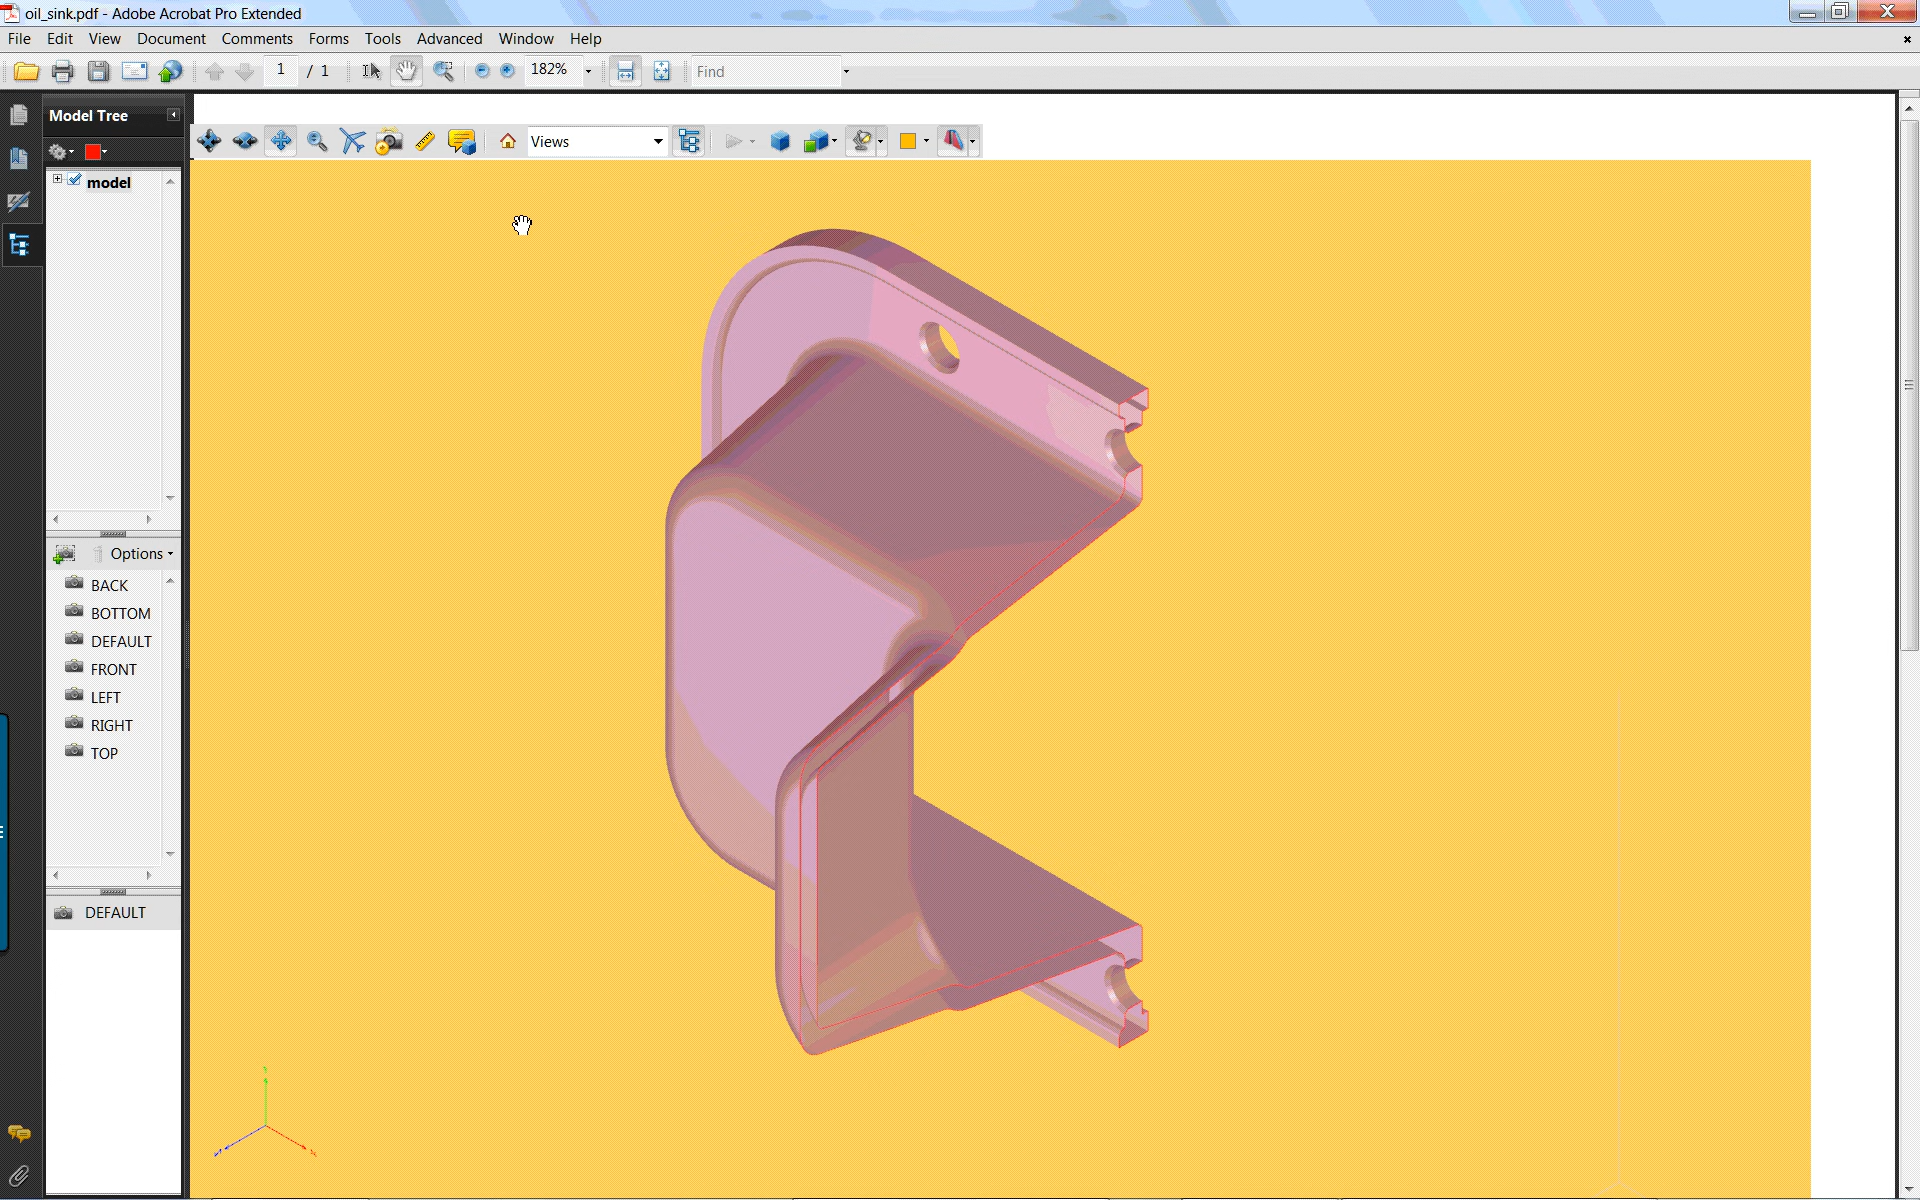 oil_sink.pdf - Adobe Acrobat Pro Extended
File Edit View Document Comments Forms Tools Advanced Window Help
1 / 1 182% Find
Model Tree
Views
model
Options
BACK
BOTTOM
DEFAULT
FRONT
LEFT
RIGHT
TOP
DEFAULT